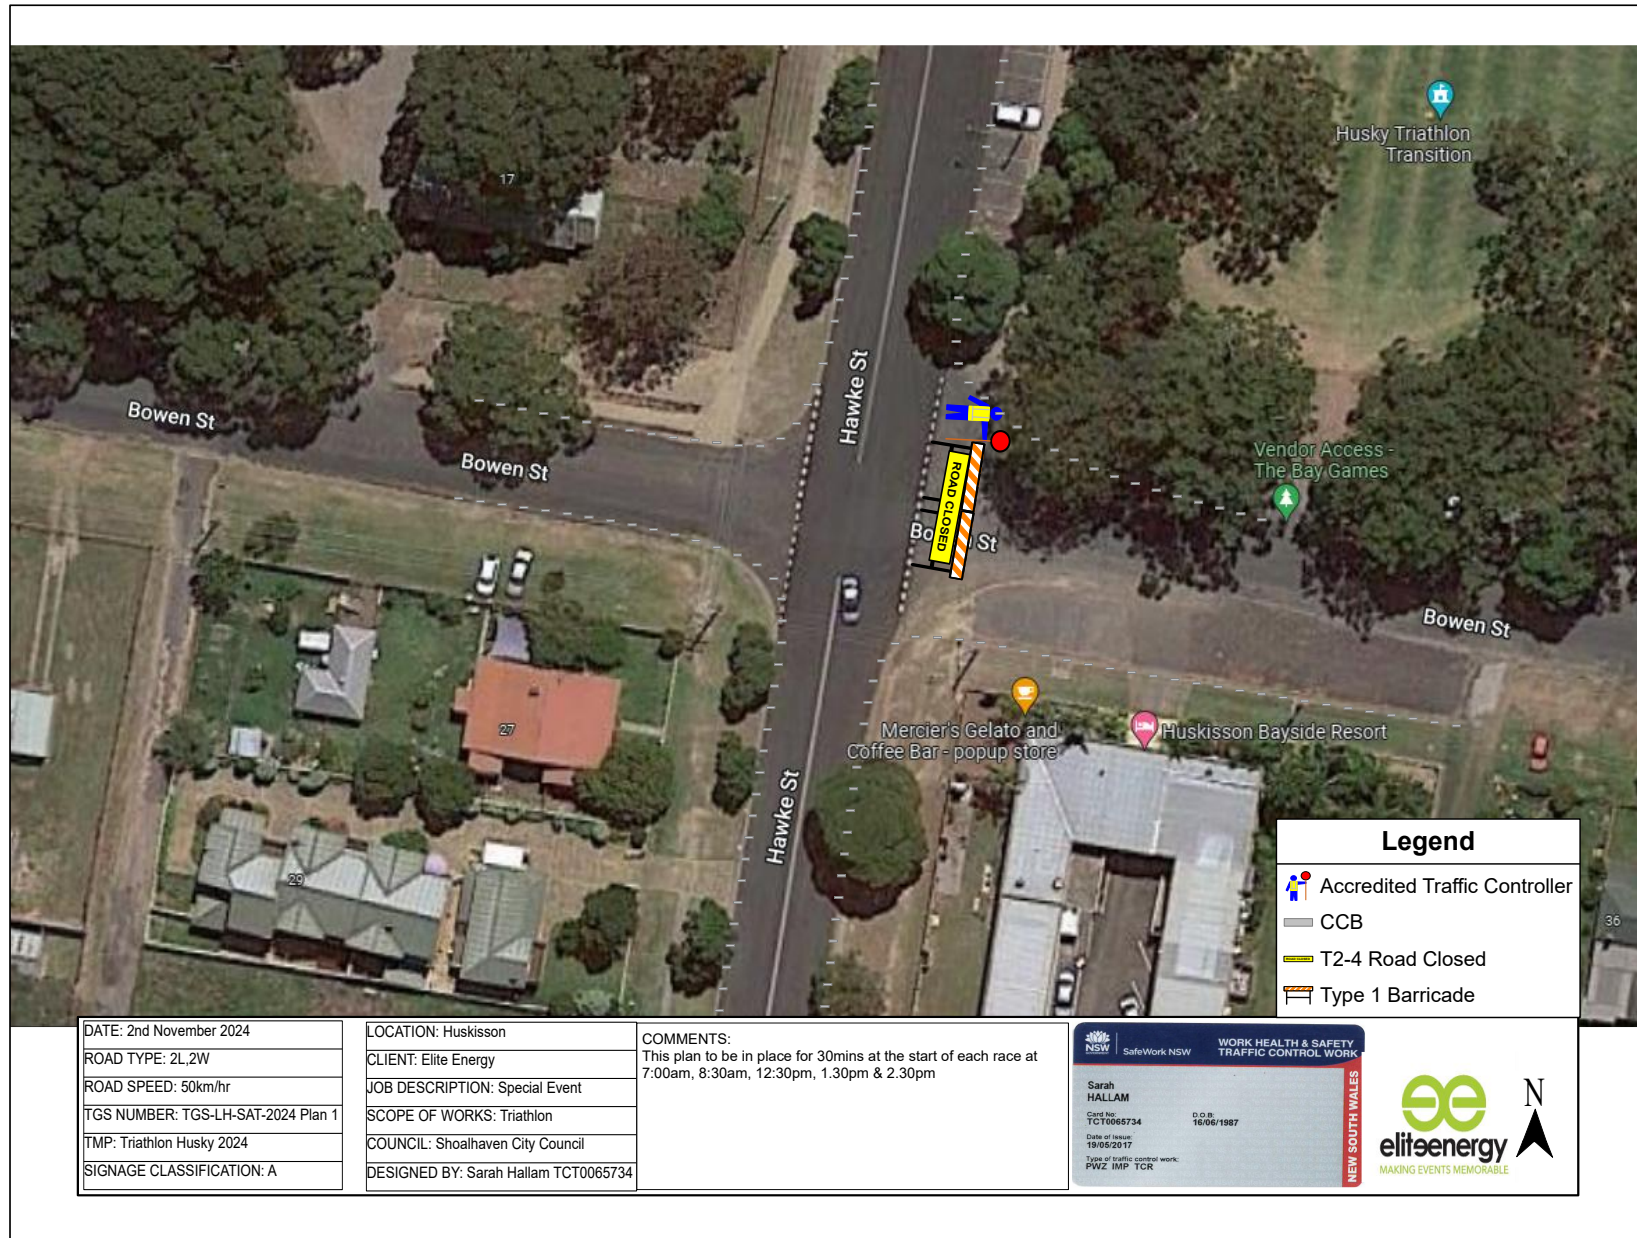 Husky Triathlon
Transition
17
Hawke St
Bowen St
Bowen St
Vendor Access -
The Bay Games
ROAD CLOSED
Bo
St
Bowen St
Mercier's Gelato and
Coffee Bar - popup store
Huskisson Bayside Resort
27
Hawke St
29
36
Legend
Accredited Traffic Controller
CCB
T2-4 Road Closed
Type 1 Barricade
DATE: 2nd November 2024
ROAD TYPE: 2L,2W
ROAD SPEED: 50km/hr
TGS NUMBER: TGS-LH-SAT-2024 Plan 1
TMP: Triathlon Husky 2024
SIGNAGE CLASSIFICATION: A
LOCATION: Huskisson
CLIENT: Elite Energy
JOB DESCRIPTION: Special Event
SCOPE OF WORKS: Triathlon
COUNCIL: Shoalhaven City Council
DESIGNED BY: Sarah Hallam TCT0065734
COMMENTS:
This plan to be in place for 30mins at the start of each race at
7:00am, 8:30am, 12:30pm, 1.30pm & 2.30pm
NSW
GOVERNMENT
SafeWork NSW
WORK HEALTH & SAFETY
TRAFFIC CONTROL WORK
Sarah
HALLAM
Card No:
TCT0065734
D.O.B:
16/06/1987
Date of Issue:
19/05/2017
Type of traffic control work:
PWZ IMP TCR
NEW SOUTH WALES
eliteenergy
MAKING EVENTS MEMORABLE
N